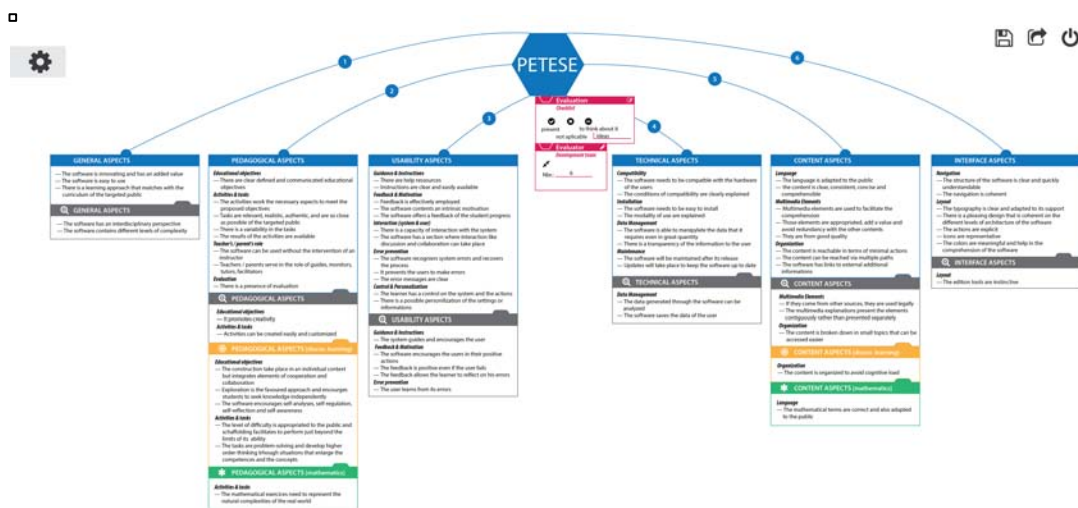 PETESE
1
2
3
4
5
6
Evaluation
Checklist
present
to think about it
not aplicable
ideas
Evaluator
Development team
Nbr.
6
GENERAL ASPECTS
— The software is innovating and has an added value
— The software is easy to use
— There is a learning approach that matches with the
curriculum of the targeted public
GENERAL ASPECTS
— The software has an interdisciplinary perspective
— The software contains different levels of complexity
PEDAGOGICAL ASPECTS
Educational objectives
— There are clear defined and communicated educational
objectives
Activities & tasks
— The activities work the necessary aspects to meet the
proposed objectives
— Tasks are relevant, realistic, authentic, and are so close
as possible of the targeted public
— There is a variability in the tasks
— The results of the activities are available
Teacher's / parent's role
— The software can be used without the intervention of an
instructor
— Teachers / parents serve in the role of guides, monitors,
tutors, facilitators
Evaluation
— There is a presence of evaluation
PEDAGOGICAL ASPECTS
Educational objectives
— It promotes creativity
Activities & tasks
— Activities can be created easily and customized
PEDAGOGICAL ASPECTS
Educational objectives
— The construction take place in an individual context
but integrates elements of cooperation and
collaboration
— Exploration is the favoured approach and encourges
students to seek knowledge independently
— The software encourages self analyses, self regulation,
self-reflection and self awareness
Activities & tasks
— The level of difficulty is appropriated to the public and
schaffolding facilitates to perform just beyond the
limits of its ability
— The tasks are problem-solving and develop higher
order thinking through situations that enlarge the
competences and the concepts
PEDAGOGICAL ASPECTS (mathematics)
Activities & tasks
— The mathematical exercices need to represent the
natural complexities of the real world
USABILITY ASPECTS
Guidance & Instructions
— There are help ressources
— Instructions are clear and easily available
Feedback & Motivation
— Feedback is effectively employed
— The software contents an intrinsic motivation
— The software offers a feedback of the student progress
Interaction (system & user)
— There is a capacity of interaction with the system
— The software has a section where interaction like
discussion and collaboration can take place
Error prevention
— The software recognizes system errors and recovers
the process
— It prevents the users to make errors
— The error messages are clear
Control & Personalization
— The learner has a control on the system and the actions
— There is a possible personilization of the settings or
informations
USABILITY ASPECTS
Guidance & Instructions
— The system guides and encourages the user
Feedback & Motivation
— The software encourages the users in their positive
actions
— The feedback is positive even if the user fails
— The feedback allows the learner to reflect on his errors
Error prevention
— The user learns from its errors
TECHNICAL ASPECTS
Compatibility
— The software needs to be compatible with the hardware
of the users
— The conditions of compatibility are clearly explained
Installation
— The software needs to be easy to install
— The modality of use are explained
Data Management
— The software is able to manipulate the data that it
requires even in great quantity
— There is a transparency of the information to the user
Maintenance
— The software will be maintained after its release
— Updates will take place to keep the software up to date
TECHNICAL ASPECTS
Data Management
— The data generated through the software can be
analysed
— The software saves the data of the user
CONTENT ASPECTS
Language
— The language is adapted to the public
— the content is clear, consistent, concise and
comprehensible
Multimedia Elements
— Multimedia elements are used to facilitate the
comprehension
— Those elements are appropriated, add a value and
avoid redundancy with the other contents
— They are from good quality
Organization
— The content is reachable in terms of minimal actions
— The content can be reached via multiple paths
— The software has links to external additional
informations
CONTENT ASPECTS
Multimedia Elements
— If they come from other sources, they are used legally
— The multimedia explanations present the elements
contiguously rather than presented separately
Organization
— The content is broken down in small topics that can be
accessed easier
CONTENT ASPECTS
Organization
— The content is organized to avoid cognitive load
CONTENT ASPECTS (mathematics)
Language
— The mathematical terms are correct and also adapted
to the public
INTERFACE ASPECTS
Navigation
— The structure of the software is clear and quickly
understandable
— The navigation is coherent
Layout
— The typography is clear and adapted to its support
— There is a pleasing design that is coherent on the
different levels of architecture of the software
— The actions are explicit
— Icons are representative
— The colors are meaningful and help in the
comprehension of the software
INTERFACE ASPECTS
Layout
— The edition tools are instinctive